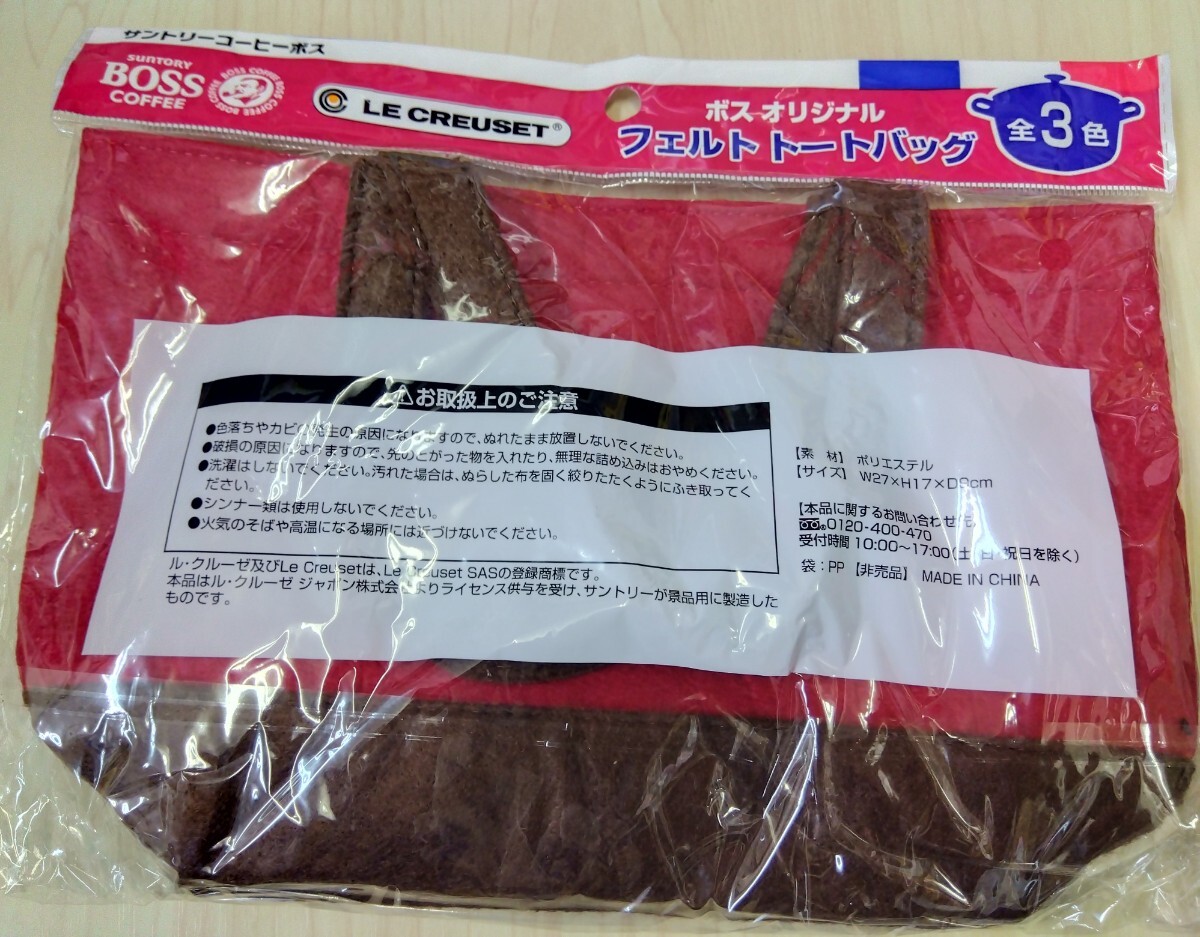 サントリーコーヒーボス
SUNTORY
BOSS
COFFEE
BOSS COFFEE BOSS COFFEE
LE CREUSET®
ボス オリジナル
フェルト トートバッグ
全3色
⚠お取扱上のご注意
●色落ちやカビの発生の原因になりますので、ぬれたまま放置しないでください。
●破損の原因になりますので、先のとがった物を入れたり、無理な詰め込みはおやめください。
●洗濯はしないでください。汚れた場合は、ぬらした布を固く絞りたたくようにふき取ってく
ださい。
●シンナー類は使用しないでください。
●火気のそばや高温になる場所には近づけないでください。
ル・クルーゼ及びLe Creusetは、Le Creuset SASの登録商標です。
本品はル・クルーゼ ジャポン株式会社よりライセンス供与を受け、サントリーが景品用に製造した
ものです。
【素 材】 ポリエステル
【サイズ】 W27×H17×D9cm
【本品に関するお問い合わせ先】
0120-400-470
受付時間 10:00〜17:00(土・日・祝日を除く)
袋:PP 【非売品】 MADE IN CHINA